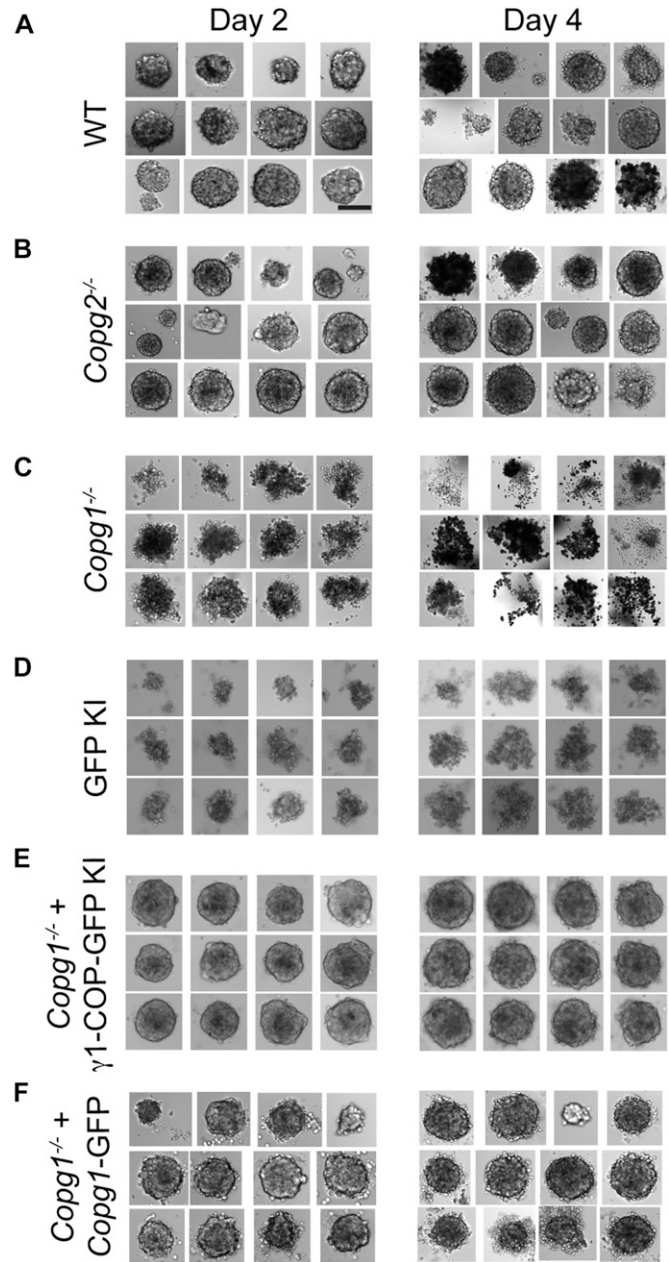 Day 2
Day 4
A
WT
B
Copg2-/-
C
Copg1-/-
D
GFP KI
E
Copg1-/- +
γ1-COP-GFP KI
F
Copg1-/- +
Copg1-GFP